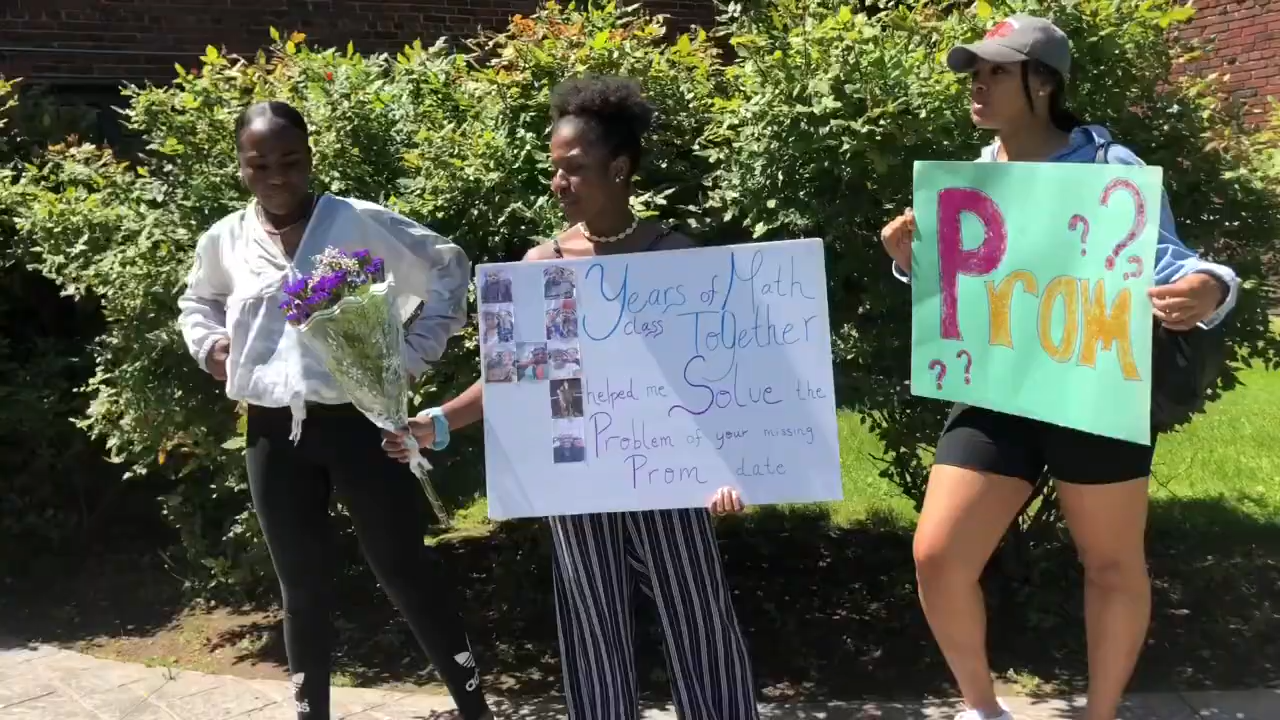 Years of Math
class Together
helped me Solve the
Problem of your missing
Prom date
Prom ???
??
adidas